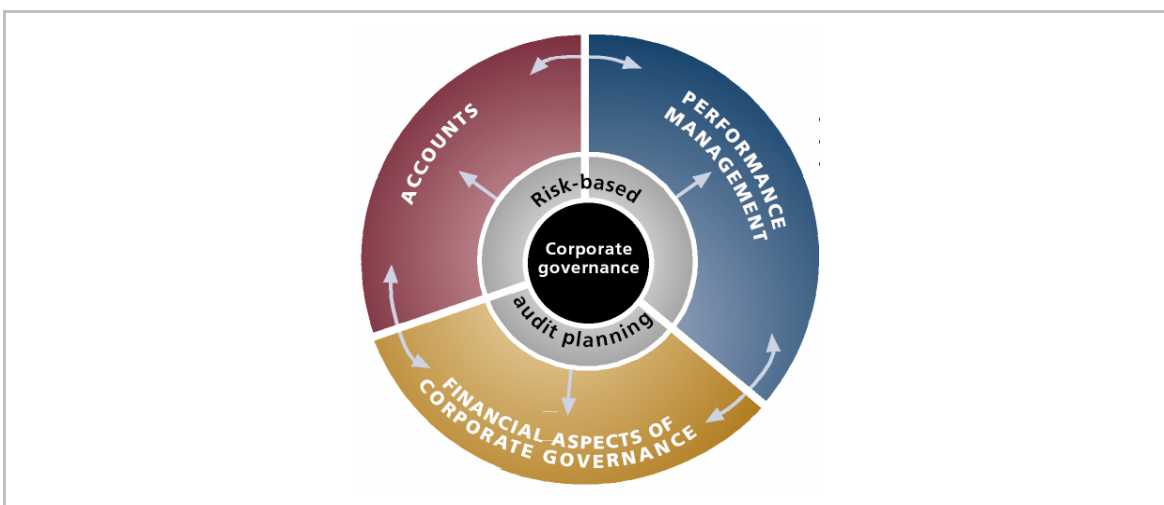 ACCOUNTS
PERFORMANCE
MANAGEMENT
Risk-based
Corporate
governance
audit planning
FINANCIAL ASPECTS OF
CORPORATE GOVERNANCE